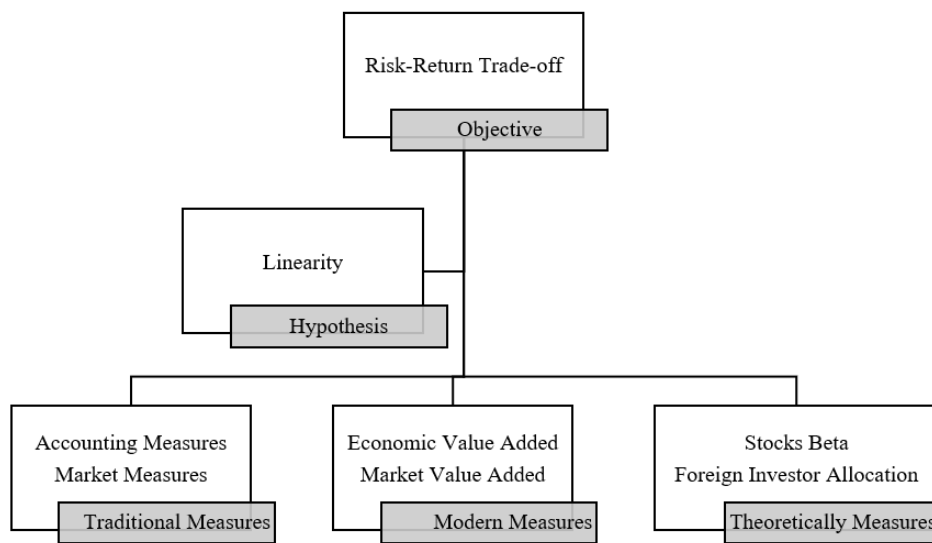 Risk-Return Trade-off
Objective
Linearity
Hypothesis
Accounting Measures
Market Measures
Traditional Measures
Economic Value Added
Market Value Added
Modern Measures
Stocks Beta
Foreign Investor Allocation
Theoretically Measures